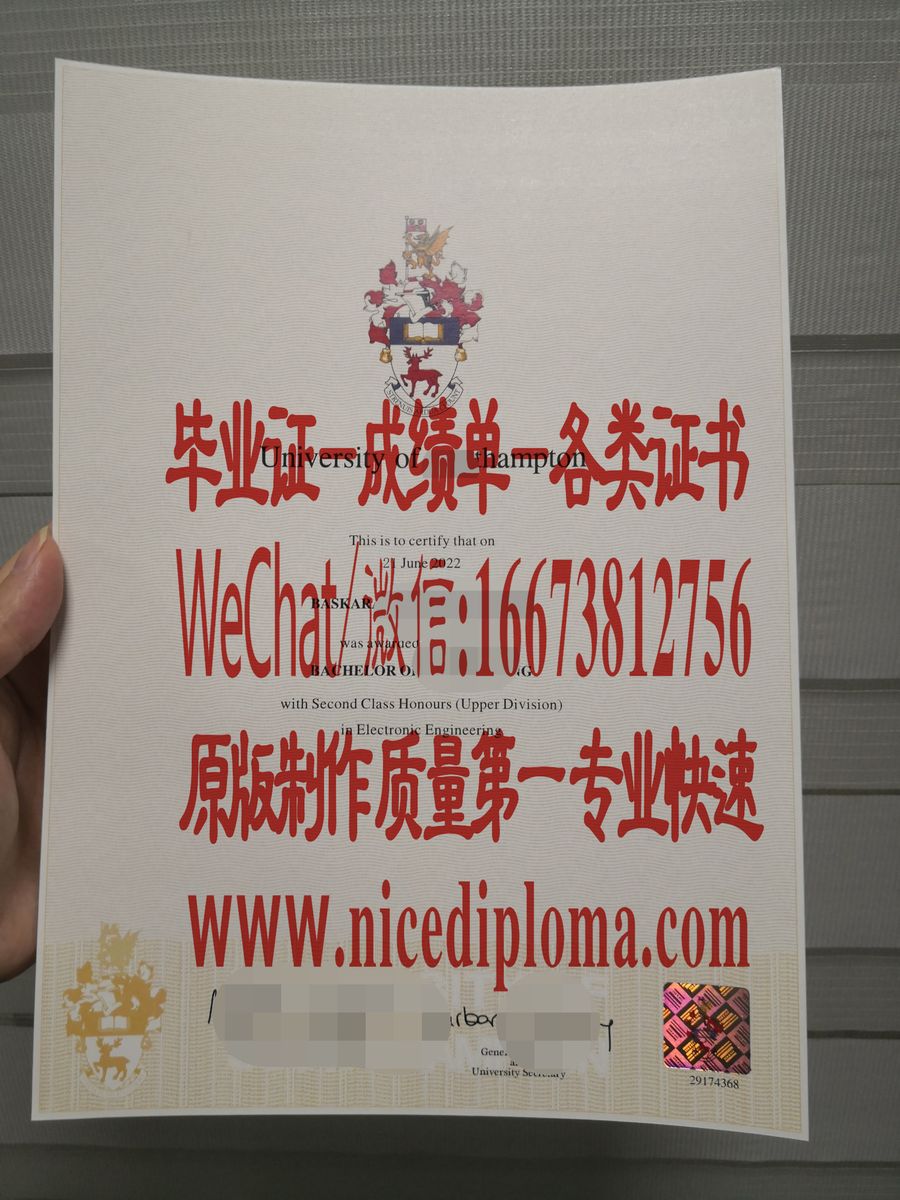 毕业证一成绩单一各类证书
University of thampton
This is to certify that on
21 June 2022
WeChat/微信:16673812756
BASKAR
was awarded
BACHELOR O NG
with Second Class Honours (Upper Division)
in Electronic Engineering
原版制作质量第一专业快速
www.nicediploma.com
University Secretary
29174368